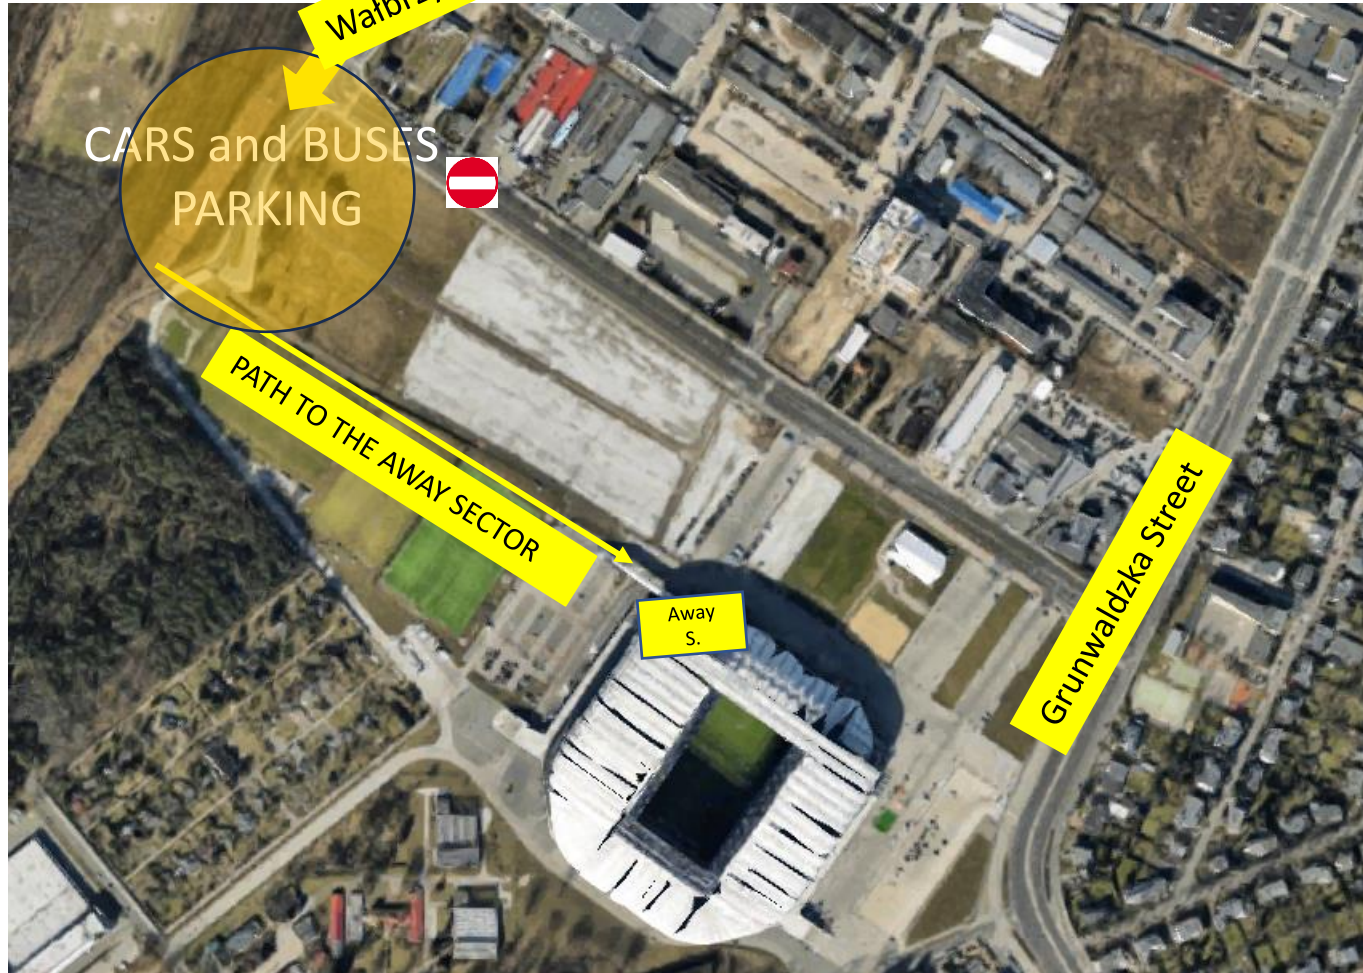 CARS and BUSES
PARKING
PATH TO THE AWAY SECTOR
Away
S.
Grunwaldzka Street